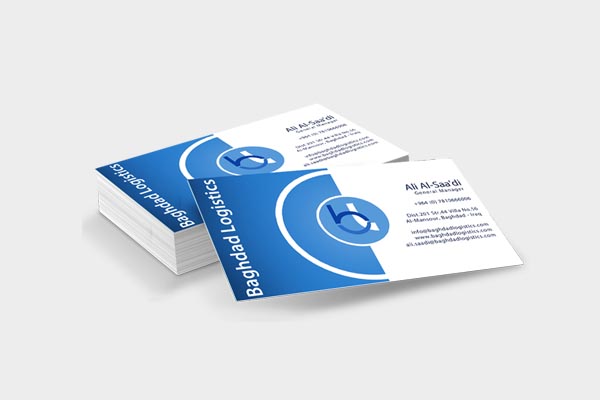 Baghdad Logistics
Ali Al-Saa'di
General Manager
+964 (0) 7819666006
Dist.201 Str.44 Villa No.56
Al-Mansour, Baghdad - Iraq
info@baghdadlogistics.com
www.baghdadlogistics.com
ali.saadi@baghdadlogistics.com
Baghdad Logistics
Ali Al-Saa'di
General Manager
+964 (0) 7819666006
Dist.201 Str.44 Villa No.56
Al-Mansour, Baghdad - Iraq
info@baghdadlogistics.com
www.baghdadlogistics.com
ali.saadi@baghdadlogistics.com